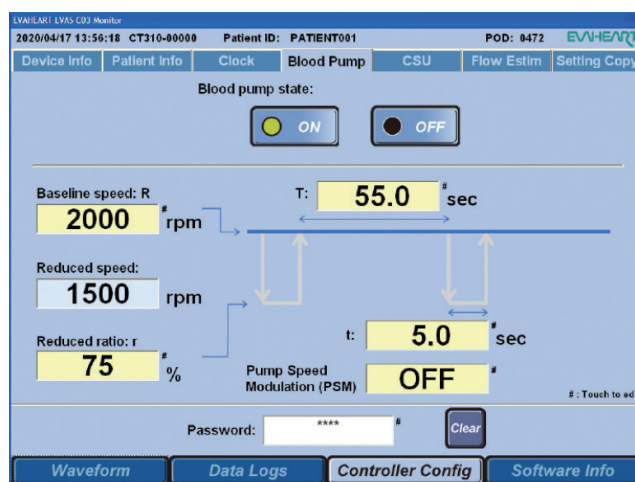 EVAHEART LVAS C03 Monitor
2020/04/17 13:56:18 CT310-00000 Patient ID: PATIENT001 POD: 0472 EVAHEART
Device Info Patient Info Clock Blood Pump CSU Flow Estim Setting Copy
Blood pump state:
ON OFF
Baseline speed: R
2000 # rpm
T: 55.0 # sec
Reduced speed:
1500 rpm
Reduced ratio: r
75 # %
t: 5.0 # sec
Pump Speed
Modulation (PSM) OFF #
# : Touch to ed
Password: **** # Clear
Waveform Data Logs Controller Config Software Info